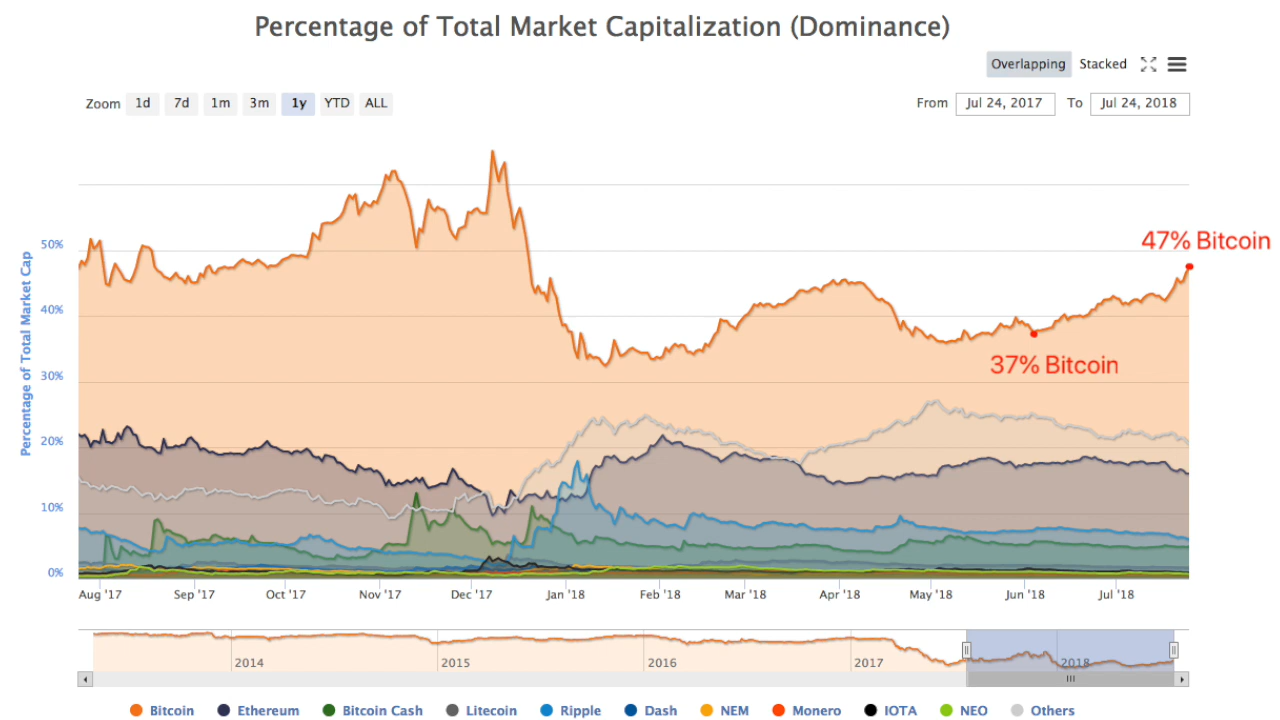 Percentage of Total Market Capitalization (Dominance)
Overlapping Stacked
Zoom 1d 7d 1m 3m 1y YTD ALL From Jul 24, 2017 To Jul 24, 2018
Percentage of Total Market Cap
50%
40%
30%
20%
10%
0%
47% Bitcoin
37% Bitcoin
Aug '17 Sep '17 Oct '17 Nov '17 Dec '17 Jan '18 Feb '18 Mar '18 Apr '18 May '18 Jun '18 Jul '18
2014 2015 2016 2017 2018
Bitcoin Ethereum Bitcoin Cash Litecoin Ripple Dash NEM Monero IOTA NEO Others